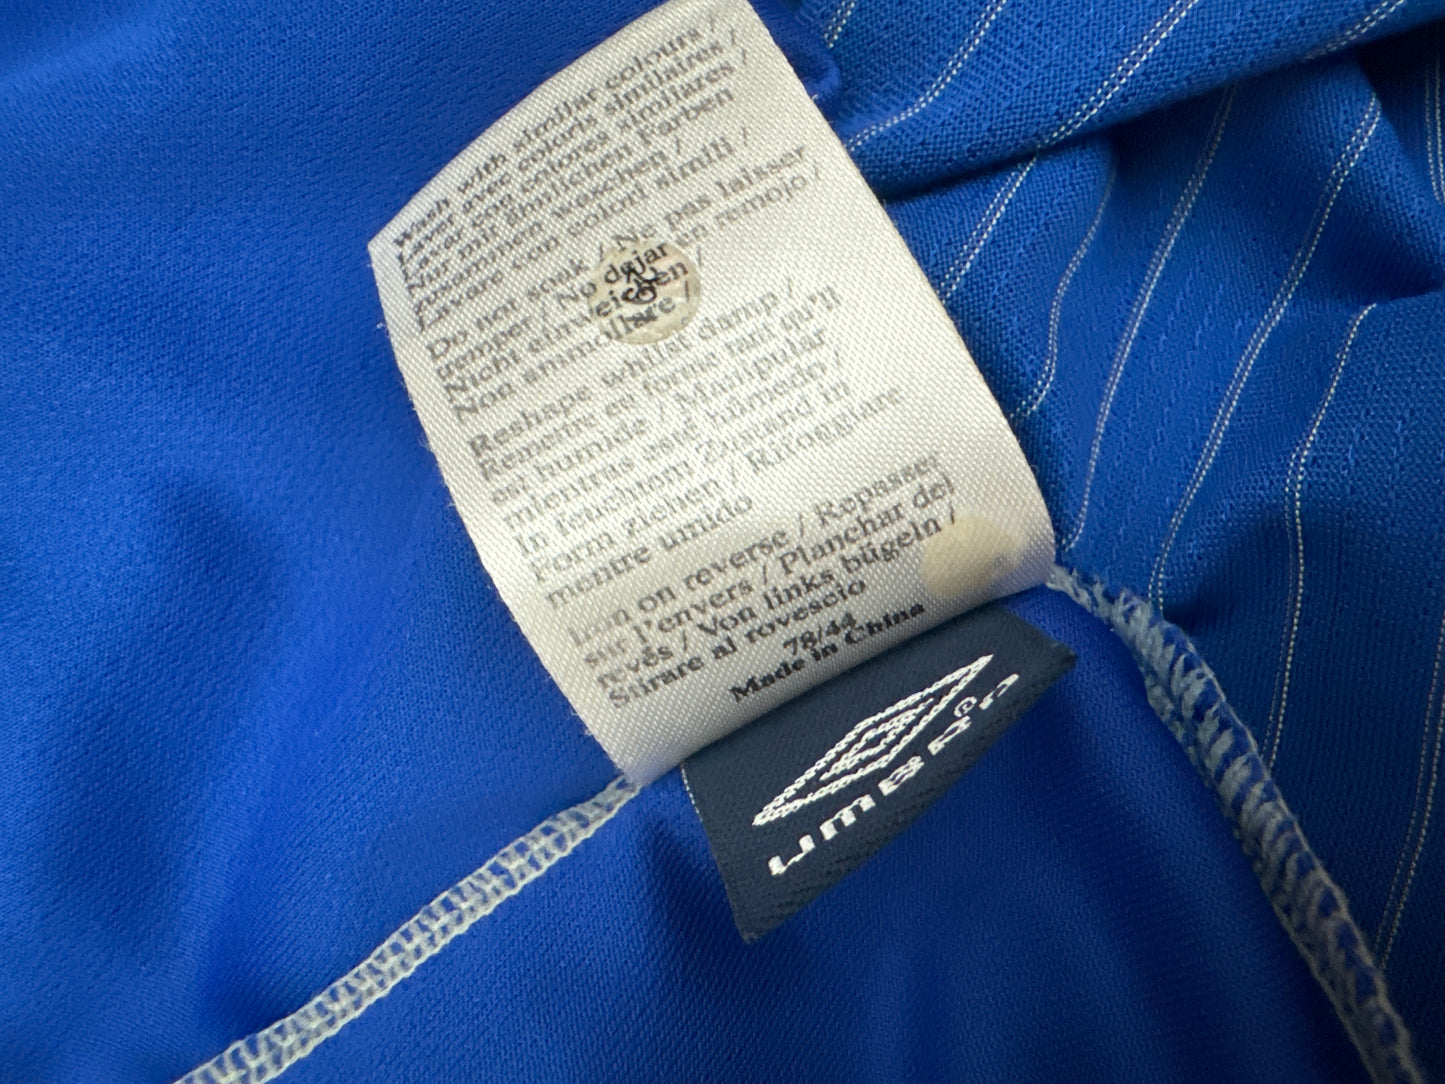 Wash with similar colours /
Laver avec coloris similaires /
Lavar con colores similares /
Nur mit ähnlichen Farben
zusammen waschen /
Lavare con colori simili
Do not soak / Ne pas laisser
tremper / No dejar en remojo /
Nicht einweichen /
Non ammollare /
Reshape whilst damp /
Remettre en forme tant qu'il
est humide / Manipular
mientras esté húmedo /
In feuchtem Zustand in
Form ziehen / Rifoggiare
mentre umido
Iron on reverse / Repasser
sur l'envers / Planchar del
revés / Von links bügeln /
Stirare al rovescio
78/44
Made in China
UMBRO®